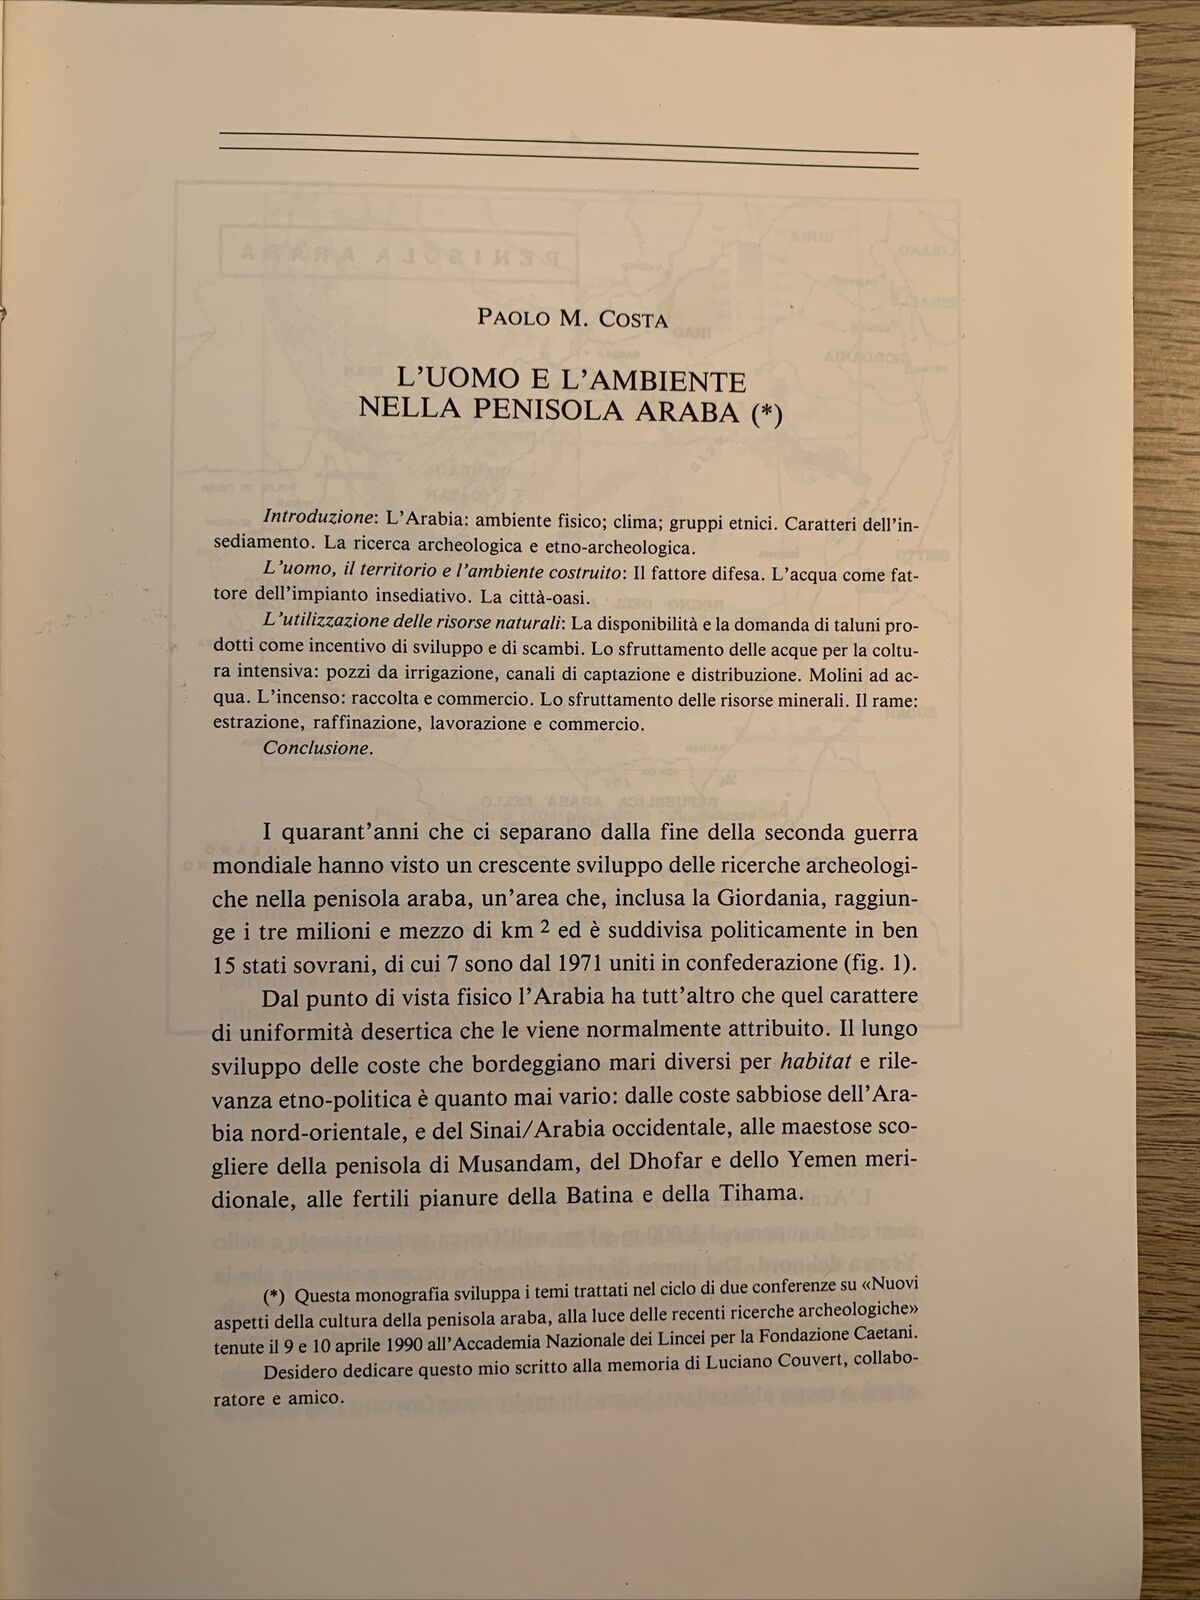 PAOLO M. COSTA
L'UOMO E L'AMBIENTE
NELLA PENISOLA ARABA (*)
Introduzione: L'Arabia: ambiente fisico; clima; gruppi etnici. Caratteri dell'in-
sediamento. La ricerca archeologica e etno-archeologica.
L'uomo, il territorio e l'ambiente costruito: Il fattore difesa. L'acqua come fat-
tore dell'impianto insediativo. La città-oasi.
L'utilizzazione delle risorse naturali: La disponibilità e la domanda di taluni pro-
dotti come incentivo di sviluppo e di scambi. Lo sfruttamento delle acque per la coltu-
ra intensiva: pozzi da irrigazione, canali di captazione e distribuzione. Molini ad ac-
qua. L'incenso: raccolta e commercio. Lo sfruttamento delle risorse minerali. Il rame:
estrazione, raffinazione, lavorazione e commercio.
Conclusione.
I quarant'anni che ci separano dalla fine della seconda guerra
mondiale hanno visto un crescente sviluppo delle ricerche archeologi-
che nella penisola araba, un'area che, inclusa la Giordania, raggiun-
ge i tre milioni e mezzo di km 2 ed è suddivisa politicamente in ben
15 stati sovrani, di cui 7 sono dal 1971 uniti in confederazione (fig. 1).
Dal punto di vista fisico l'Arabia ha tutt'altro che quel carattere
di uniformità desertica che le viene normalmente attribuito. Il lungo
sviluppo delle coste che bordeggiano mari diversi per habitat e rile-
vanza etno-politica è quanto mai vario: dalle coste sabbiose dell'Ara-
bia nord-orientale, e del Sinai/Arabia occidentale, alle maestose sco-
gliere della penisola di Musandam, del Dhofar e dello Yemen meri-
dionale, alle fertili pianure della Batina e della Tihama.
(*) Questa monografia sviluppa i temi trattati nel ciclo di due conferenze su «Nuovi
aspetti della cultura della penisola araba, alla luce delle recenti ricerche archeologiche»
tenute il 9 e 10 aprile 1990 all'Accademia Nazionale dei Lincei per la Fondazione Caetani.
Desidero dedicare questo mio scritto alla memoria di Luciano Couvert, collabo-
ratore e amico.